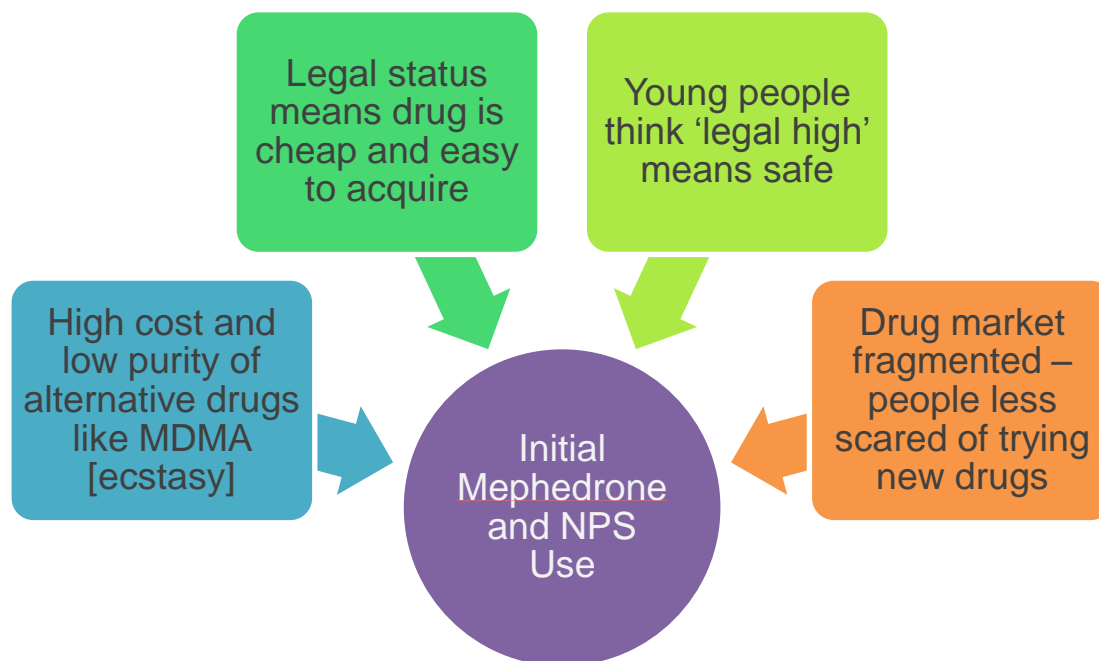 Legal status
means drug is
cheap and easy
to acquire
Young people
think ‘legal high’
means safe
High cost and
low purity of
alternative drugs
like MDMA
[ecstasy]
Drug market
fragmented –
people less
scared of trying
new drugs
Initial
Mephedrone
and NPS
Use